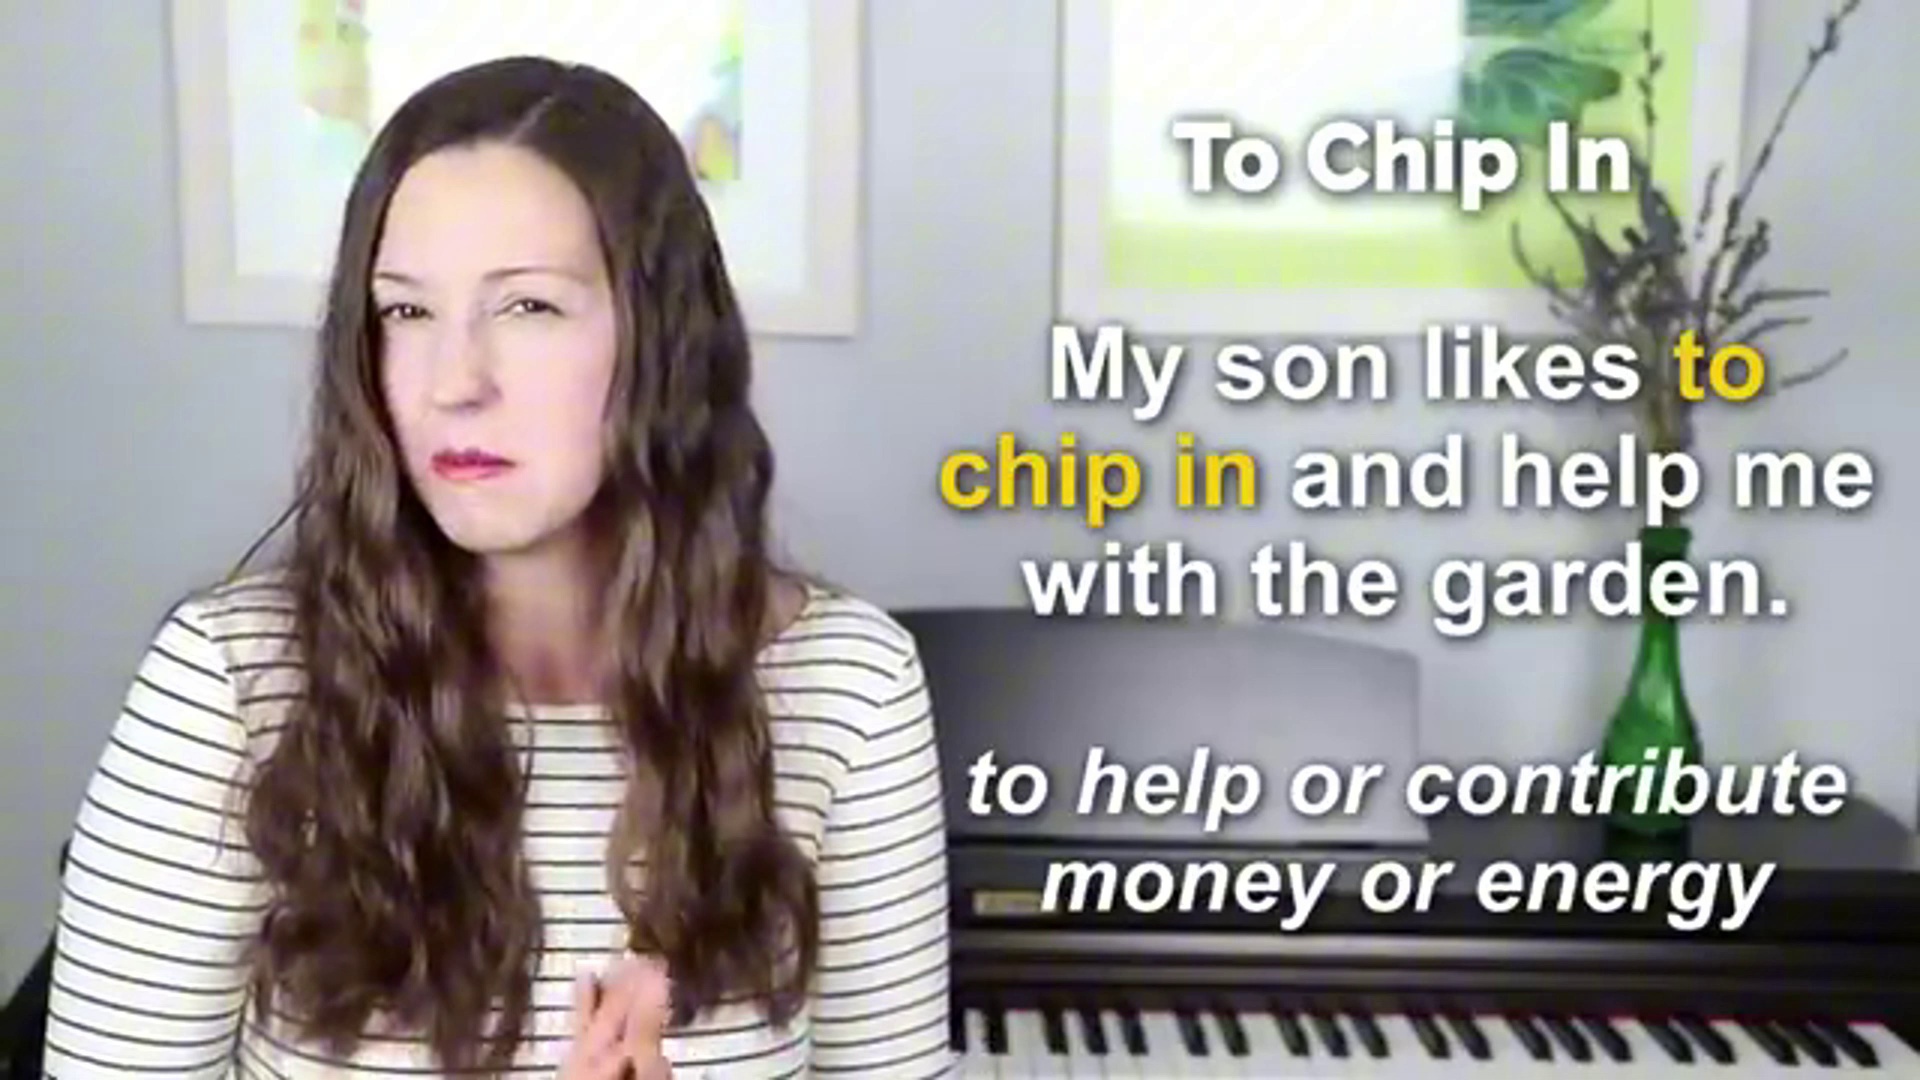 To Chip In
My son likes to
chip in and help me
with the garden.
to help or contribute
money or energy